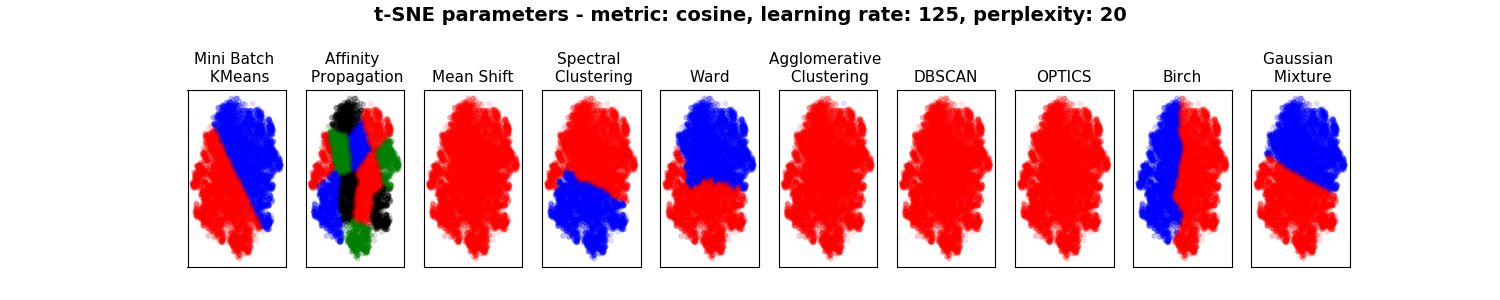 t-SNE parameters - metric: cosine, learning rate: 125, perplexity: 20
Mini Batch
KMeans
Affinity
Propagation
Mean Shift
Spectral
Clustering
Ward
Agglomerative
Clustering
DBSCAN
OPTICS
Birch
Gaussian
Mixture